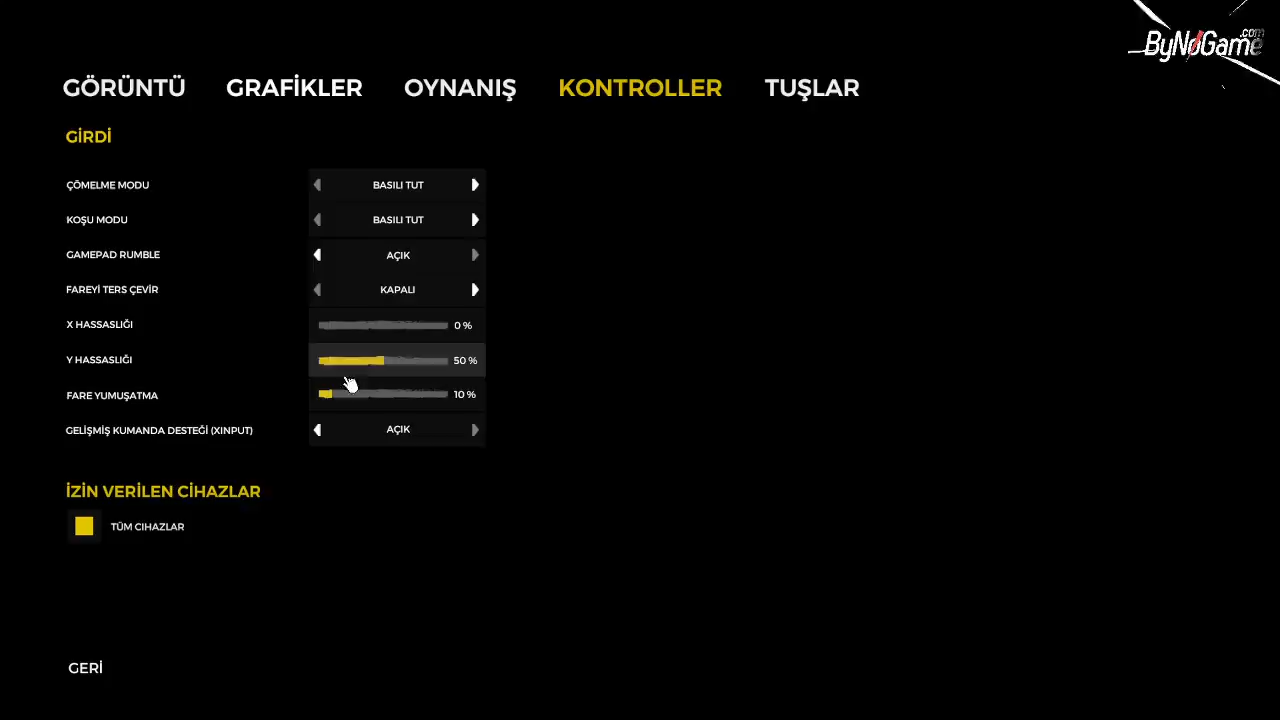 ByNoGame
.com
GÖRÜNTÜ GRAFİKLER OYNANIŞ KONTROLLER TUŞLAR
GİRDİ
ÇÖMELME MODU BASILI TUT
KOŞU MODU BASILI TUT
GAMEPAD RUMBLE AÇIK
FAREYİ TERS ÇEVİR KAPALI
X HASSASLIĞI 0 %
Y HASSASLIĞI 50 %
FARE YUMUŞATMA 10 %
GELİŞMİŞ KUMANDA DESTEĞİ (XINPUT) AÇIK
İZİN VERİLEN CİHAZLAR
TÜM CIHAZLAR
GERİ